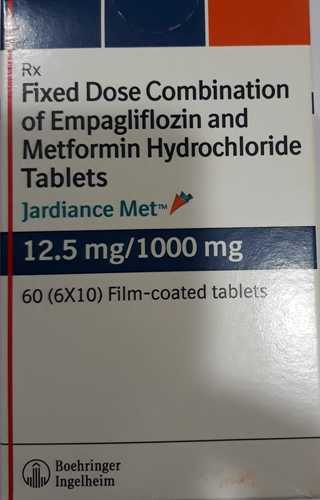 Rx
Fixed Dose Combination
of Empagliflozin and
Metformin Hydrochloride
Tablets
Jardiance Met™
12.5 mg/1000 mg
60 (6X10) Film-coated tablets
Boehringer
Ingelheim